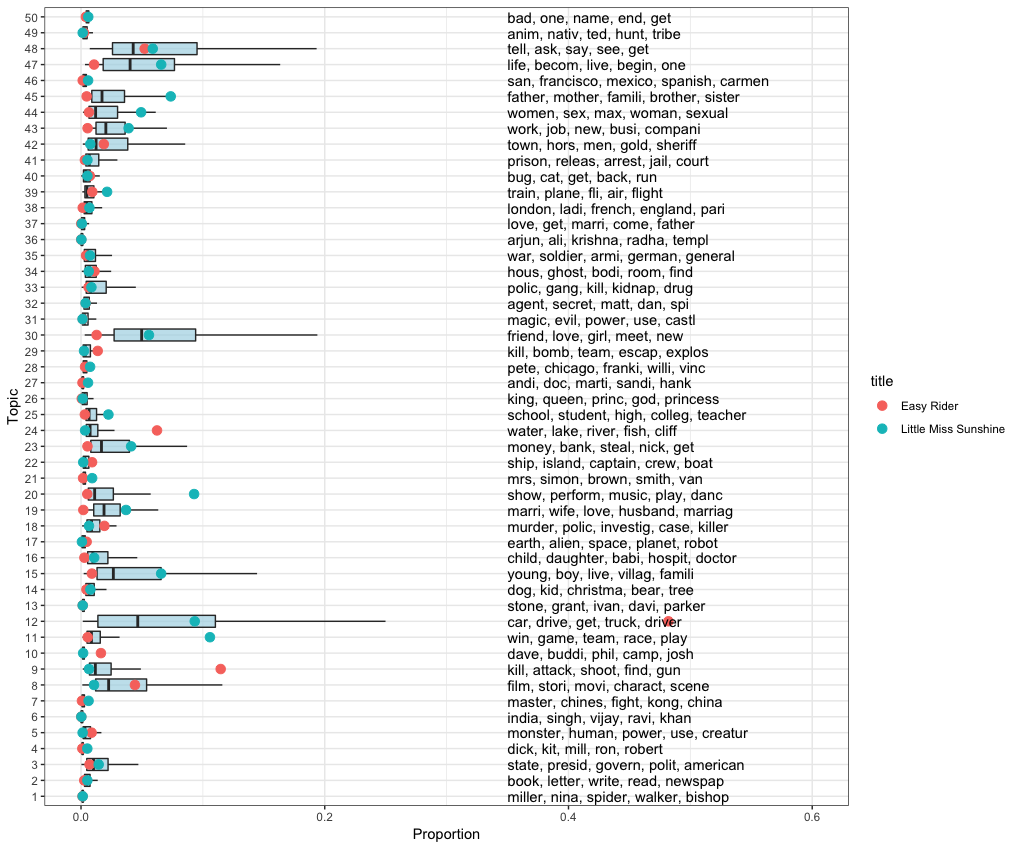 50 bad, one, name, end, get
49 anim, nativ, ted, hunt, tribe
48 tell, ask, say, see, get
47 life, becom, live, begin, one
46 san, francisco, mexico, spanish, carmen
45 father, mother, famili, brother, sister
44 women, sex, max, woman, sexual
43 work, job, new, busi, compani
42 town, hors, men, gold, sheriff
41 prison, releas, arrest, jail, court
40 bug, cat, get, back, run
39 train, plane, fli, air, flight
38 london, ladi, french, england, pari
37 love, get, marri, come, father
36 arjun, ali, krishna, radha, templ
35 war, soldier, armi, german, general
34 hous, ghost, bodi, room, find
33 polic, gang, kill, kidnap, drug
32 agent, secret, matt, dan, spi
31 magic, evil, power, use, castl
30 friend, love, girl, meet, new
29 kill, bomb, team, escap, explos
28 pete, chicago, franki, willi, vinc
27 andi, doc, marti, sandi, hank
26 king, queen, princ, god, princess
25 school, student, high, colleg, teacher
24 water, lake, river, fish, cliff
23 money, bank, steal, nick, get
22 ship, island, captain, crew, boat
21 mrs, simon, brown, smith, van
20 show, perform, music, play, danc
19 marri, wife, love, husband, marriag
18 murder, polic, investig, case, killer
17 earth, alien, space, planet, robot
16 child, daughter, babi, hospit, doctor
15 young, boy, live, villag, famili
14 dog, kid, christma, bear, tree
13 stone, grant, ivan, davi, parker
12 car, drive, get, truck, driver
11 win, game, team, race, play
10 dave, buddi, phil, camp, josh
9 kill, attack, shoot, find, gun
8 film, stori, movi, charact, scene
7 master, chines, fight, kong, china
6 india, singh, vijay, ravi, khan
5 monster, human, power, use, creatur
4 dick, kit, mill, ron, robert
3 state, presid, govern, polit, american
2 book, letter, write, read, newspap
1 miller, nina, spider, walker, bishop
0.0 0.2 0.4 0.6
Proportion
Topic
title
Easy Rider
Little Miss Sunshine